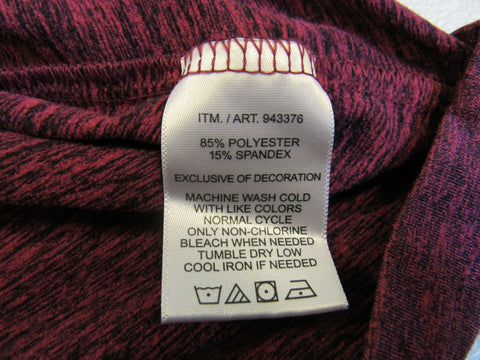 ITM. / ART. 943376
85% POLYESTER
15% SPANDEX
EXCLUSIVE OF DECORATION
MACHINE WASH COLD
WITH LIKE COLORS
NORMAL CYCLE
ONLY NON-CHLORINE
BLEACH WHEN NEEDED
TUMBLE DRY LOW
COOL IRON IF NEEDED